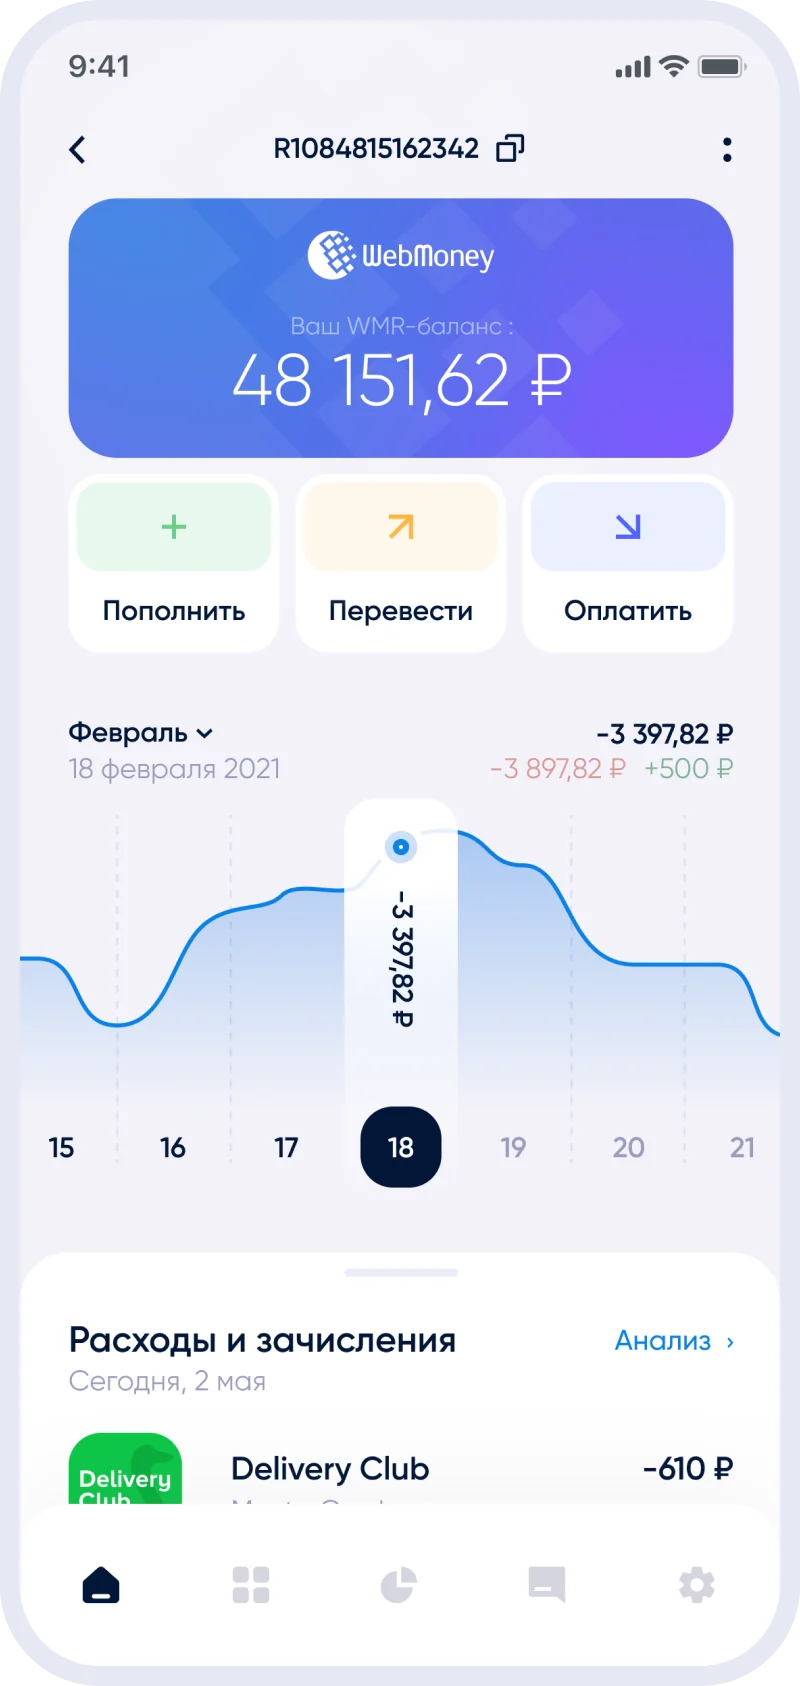 9:41
R1084815162342
WebMoney
Ваш WMR-баланс :
48 151,62 ₽
Пополнить Перевести Оплатить
Февраль -3 397,82 ₽
18 февраля 2021 -3 897,82 ₽ +500 ₽
-3 397,82 ₽
15 16 17 18 19 20 21
Расходы и зачисления Анализ ›
Сегодня, 2 мая
Delivery Club
Delivery Club -610 ₽